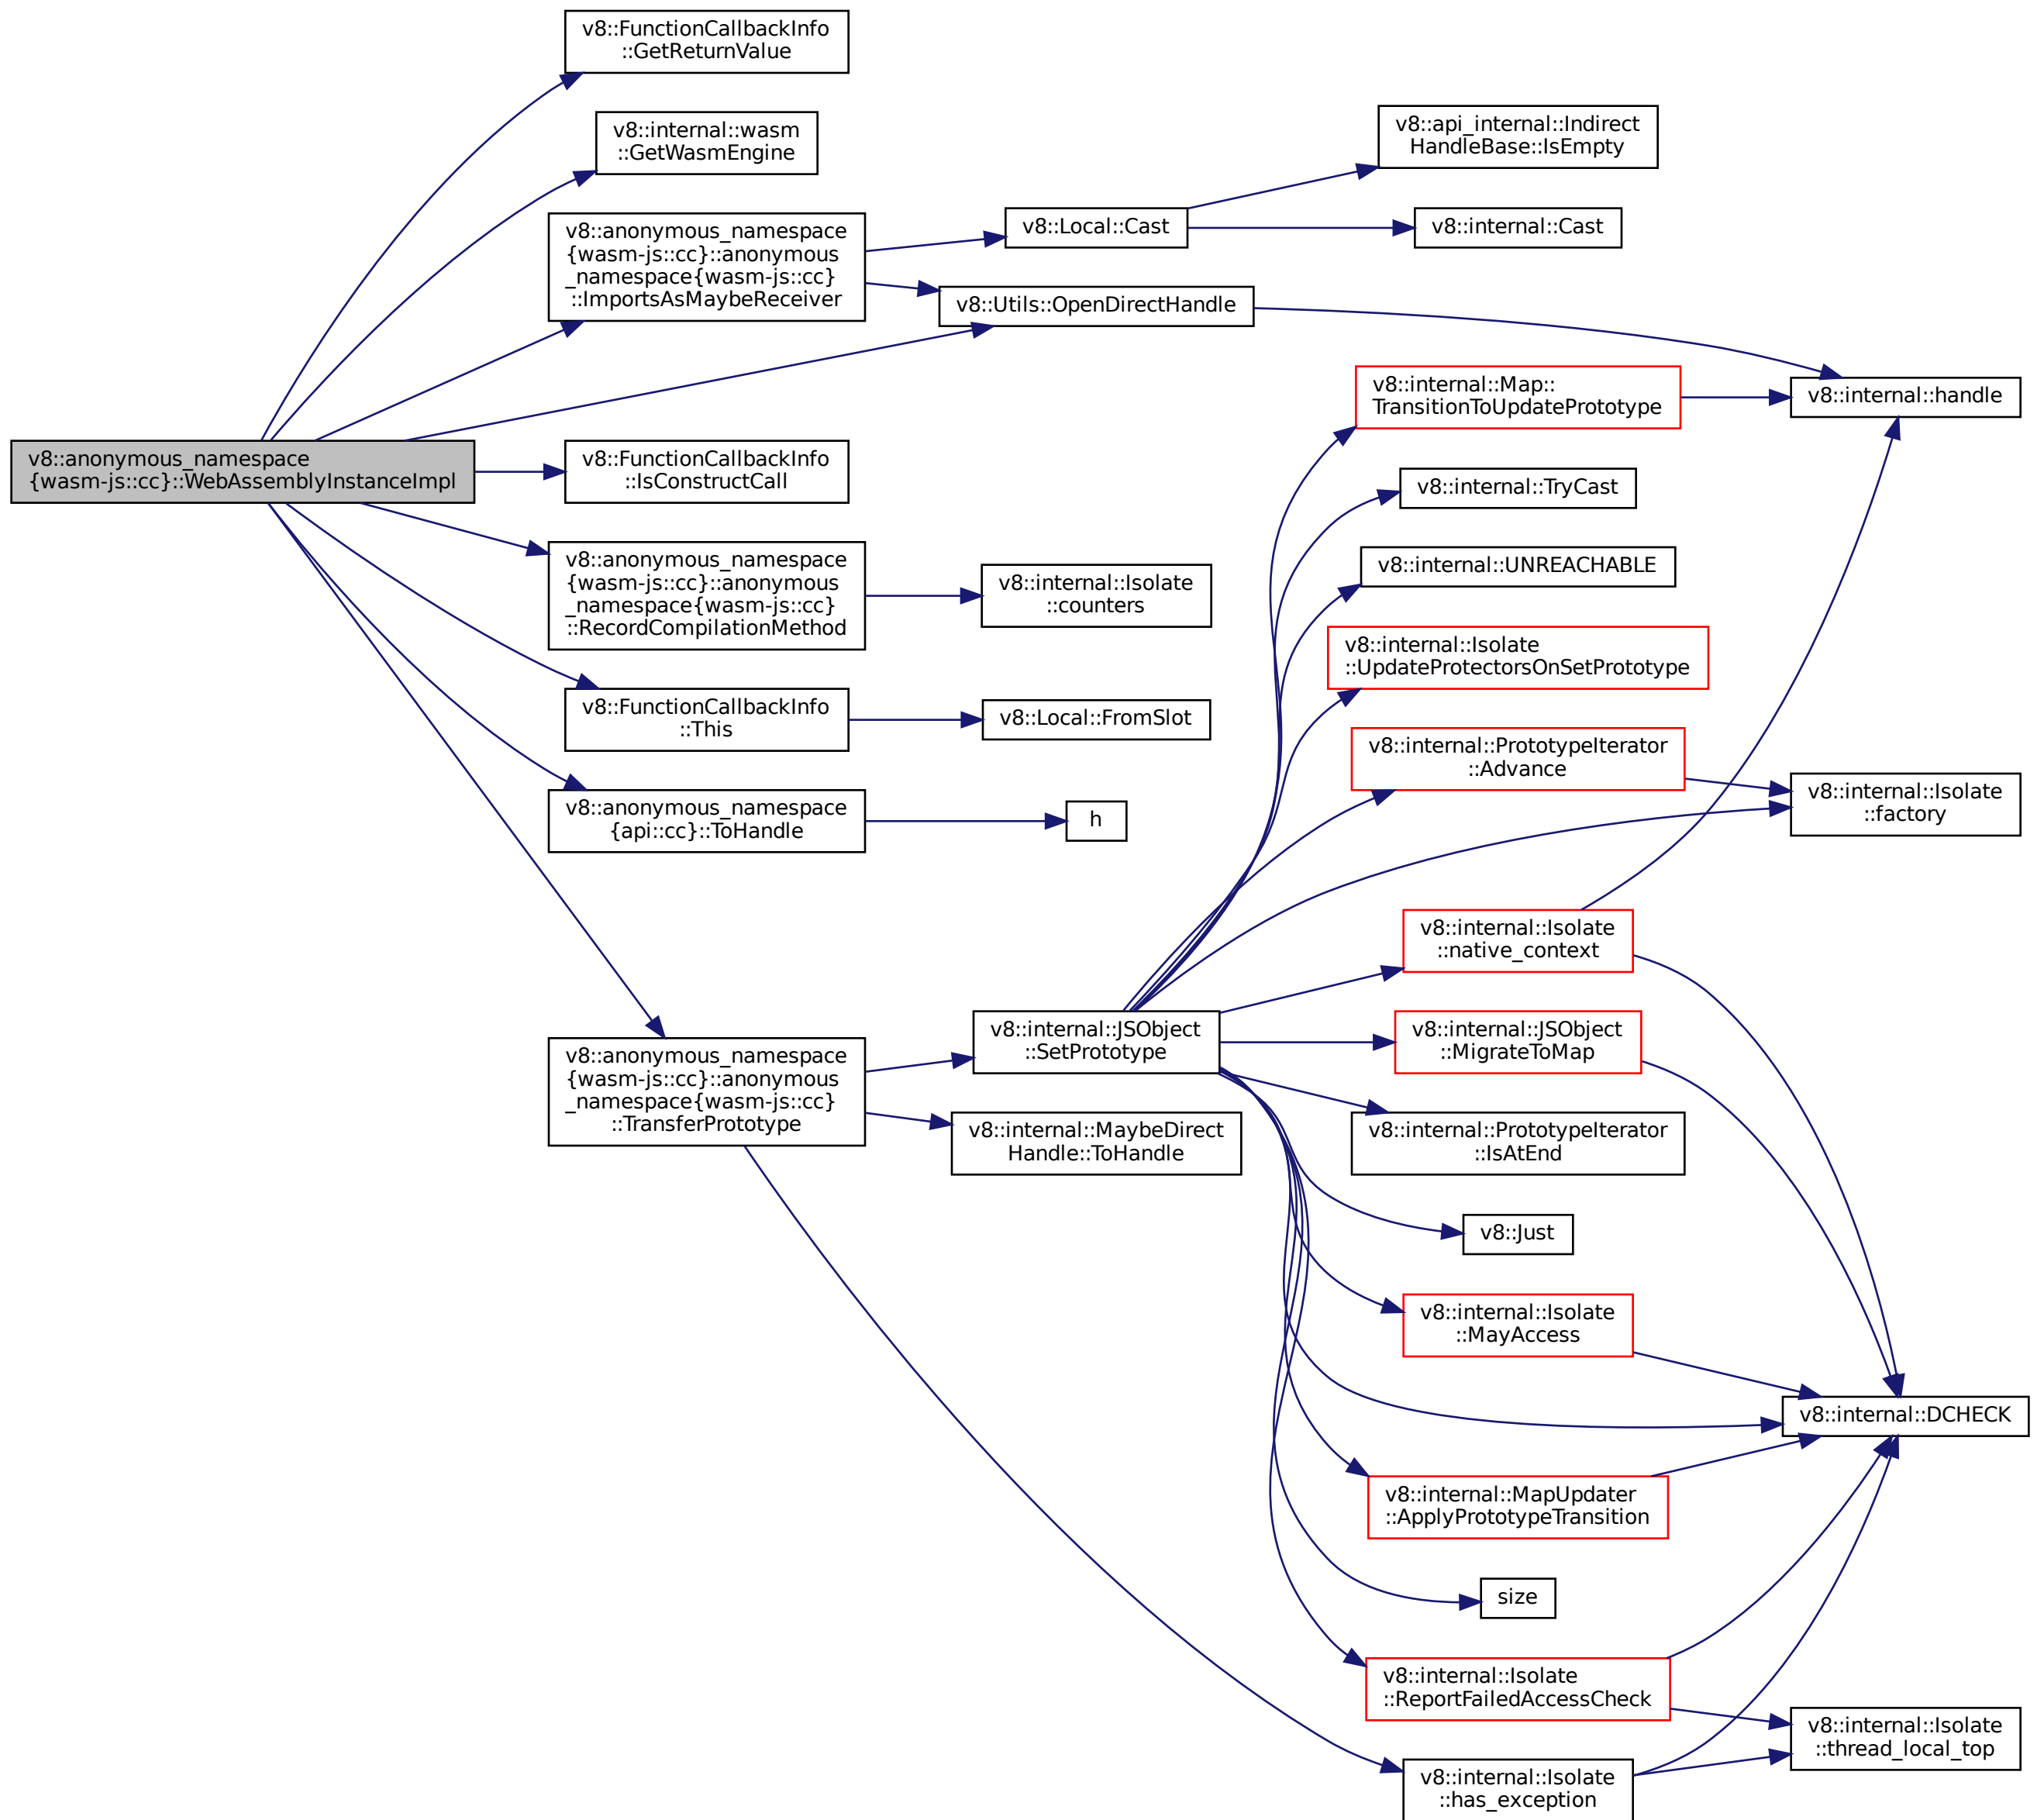 v8::FunctionCallbackInfo
::GetReturnValue
v8::internal::wasm
::GetWasmEngine
v8::anonymous_namespace
{wasm-js::cc}::anonymous
_namespace{wasm-js::cc}
::ImportsAsMaybeReceiver
v8::Local::Cast
v8::api_internal::Indirect
HandleBase::IsEmpty
v8::internal::Cast
v8::Utils::OpenDirectHandle
v8::internal::handle
v8::anonymous_namespace
{wasm-js::cc}::WebAssemblyInstanceImpl
v8::FunctionCallbackInfo
::IsConstructCall
v8::anonymous_namespace
{wasm-js::cc}::anonymous
_namespace{wasm-js::cc}
::RecordCompilationMethod
v8::internal::Isolate
::counters
v8::FunctionCallbackInfo
::This
v8::Local::FromSlot
v8::anonymous_namespace
{api::cc}::ToHandle
h
v8::anonymous_namespace
{wasm-js::cc}::anonymous
_namespace{wasm-js::cc}
::TransferPrototype
v8::internal::JSObject
::SetPrototype
v8::internal::MaybeDirect
Handle::ToHandle
v8::internal::Map::
TransitionToUpdatePrototype
v8::internal::TryCast
v8::internal::UNREACHABLE
v8::internal::Isolate
::UpdateProtectorsOnSetPrototype
v8::internal::PrototypeIterator
::Advance
v8::internal::Isolate
::factory
v8::internal::Isolate
::native_context
v8::internal::JSObject
::MigrateToMap
v8::internal::PrototypeIterator
::IsAtEnd
v8::Just
v8::internal::Isolate
::MayAccess
v8::internal::DCHECK
v8::internal::MapUpdater
::ApplyPrototypeTransition
size
v8::internal::Isolate
::ReportFailedAccessCheck
v8::internal::Isolate
::thread_local_top
v8::internal::Isolate
::has_exception